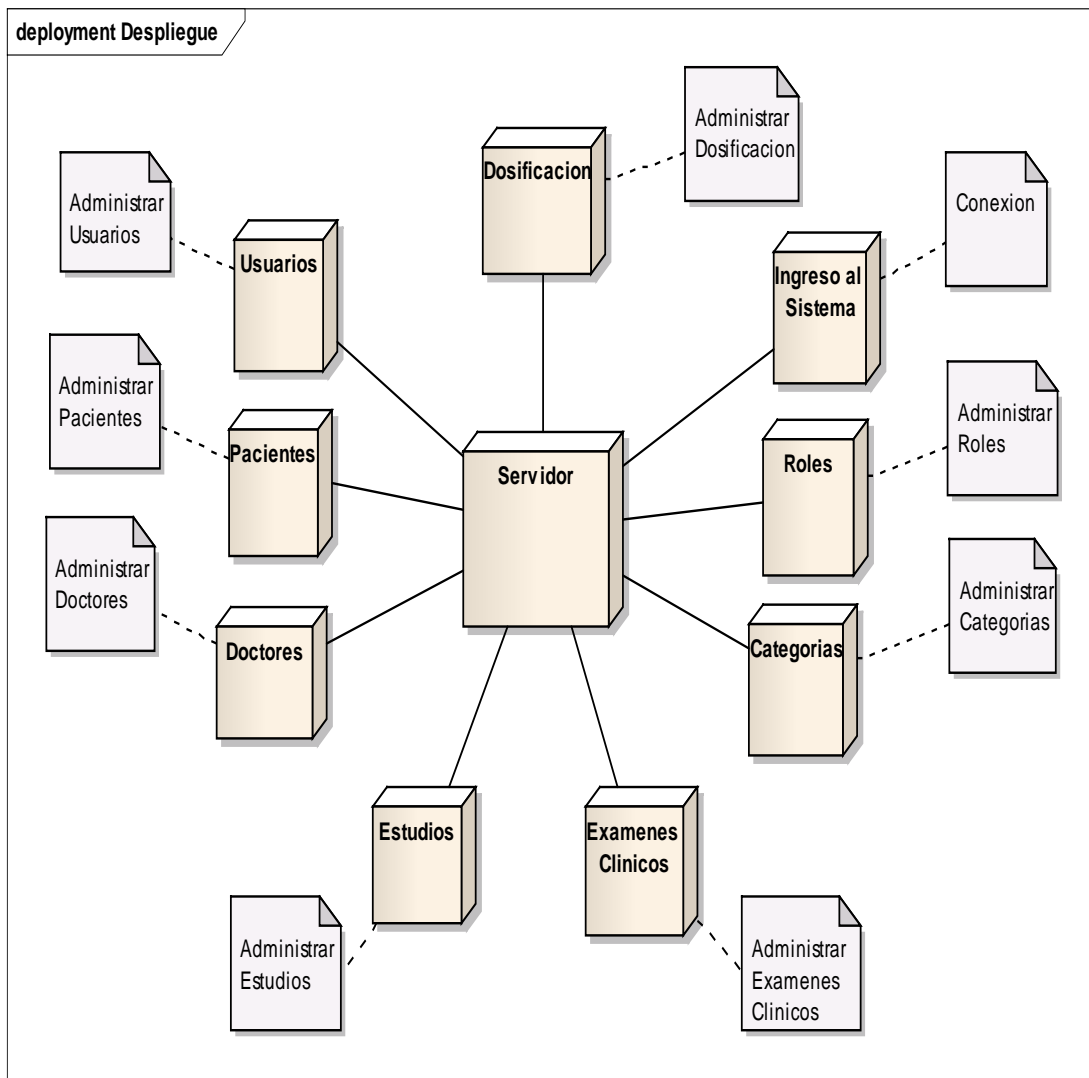 deployment Despliegue
Administrar
Dosificacion
Dosificacion
Administrar
Usuarios
Usuarios
Conexion
Ingreso al
Sistema
Administrar
Pacientes
Pacientes
Servidor
Roles
Administrar
Roles
Administrar
Doctores
Doctores
Categorias
Administrar
Categorias
Estudios
Examenes
Clinicos
Administrar
Estudios
Administrar
Examenes
Clinicos